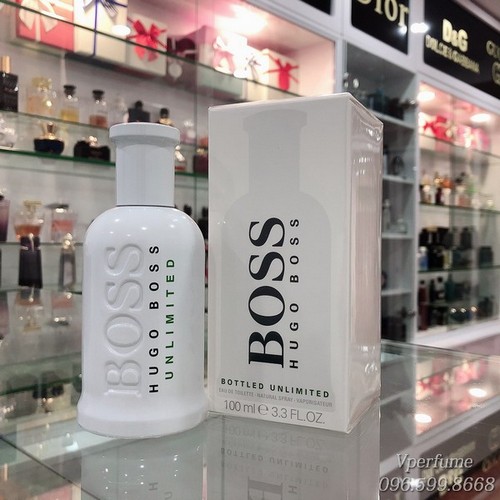 Dior
D&G
DOLCE&GABBANA
BOSS
HUGO BOSS
UNLIMITED
BOSS
HUGO BOSS
BOTTLED UNLIMITED
EAU DE TOILETTE · NATURAL SPRAY · VAPORISATEUR
100 ml ℮ 3.3 FL.OZ.
Vperfume
096.599.8668